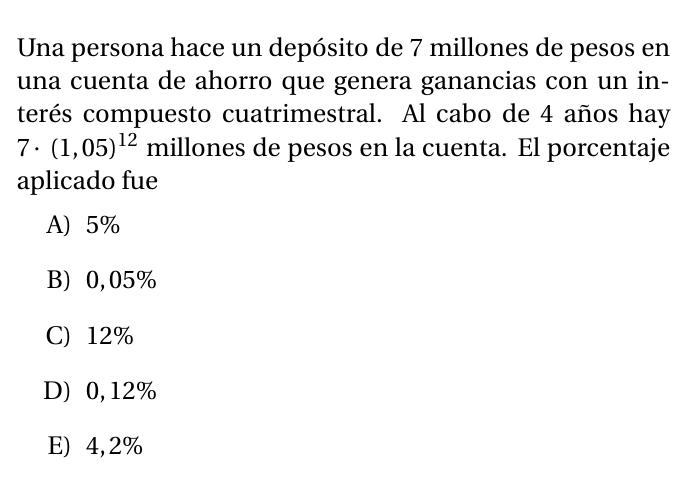 Una persona hace un depósito de 7 millones de pesos en
una cuenta de ahorro que genera ganancias con un in-
terés compuesto cuatrimestral. Al cabo de 4 años hay
7· (1,05)¹² millones de pesos en la cuenta. El porcentaje
aplicado fue
A) 5%
B) 0,05%
C) 12%
D) 0,12%
E) 4,2%